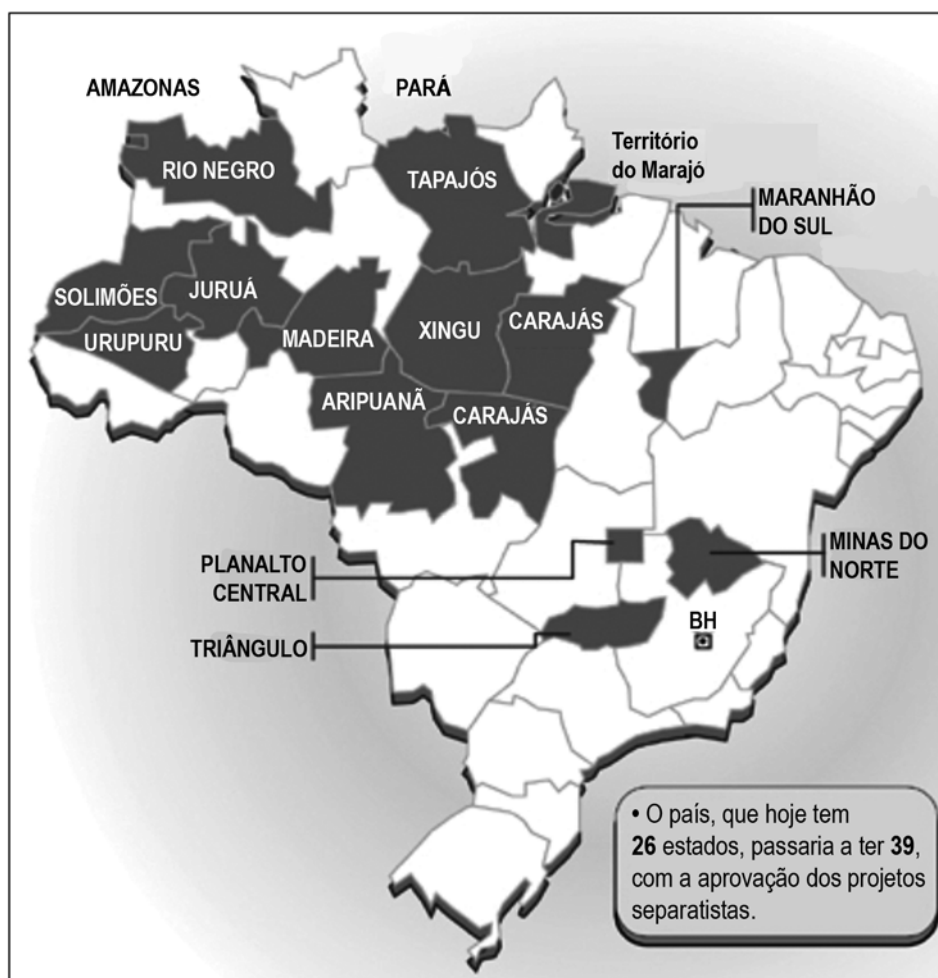 AMAZONAS
PARÁ
Território
do Marajó
RIO NEGRO
TAPAJÓS
MARANHÃO
DO SUL
SOLIMÕES
JURUÁ
URUPURU
MADEIRA
XINGU
CARAJÁS
ARIPUANÃ
CARAJÁS
PLANALTO
CENTRAL
MINAS DO
NORTE
TRIÂNGULO
BH
• O país, que hoje tem
26 estados, passaria a ter 39,
com a aprovação dos projetos
separatistas.